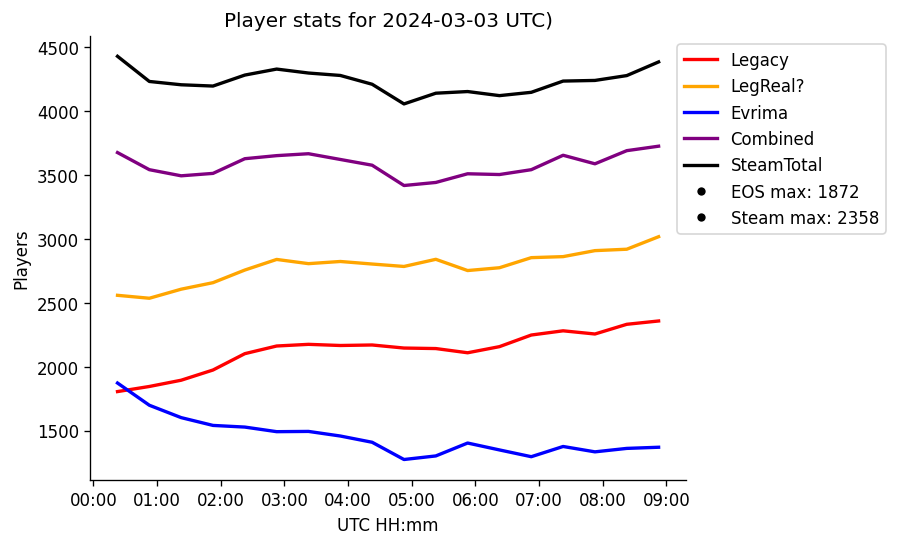 Player stats for 2024-03-03 UTC)
4500
4000
3500
3000
2500
2000
1500
Players
00:00 01:00 02:00 03:00 04:00 05:00 06:00 07:00 08:00 09:00
UTC HH:mm
Legacy
LegReal?
Evrima
Combined
SteamTotal
EOS max: 1872
Steam max: 2358